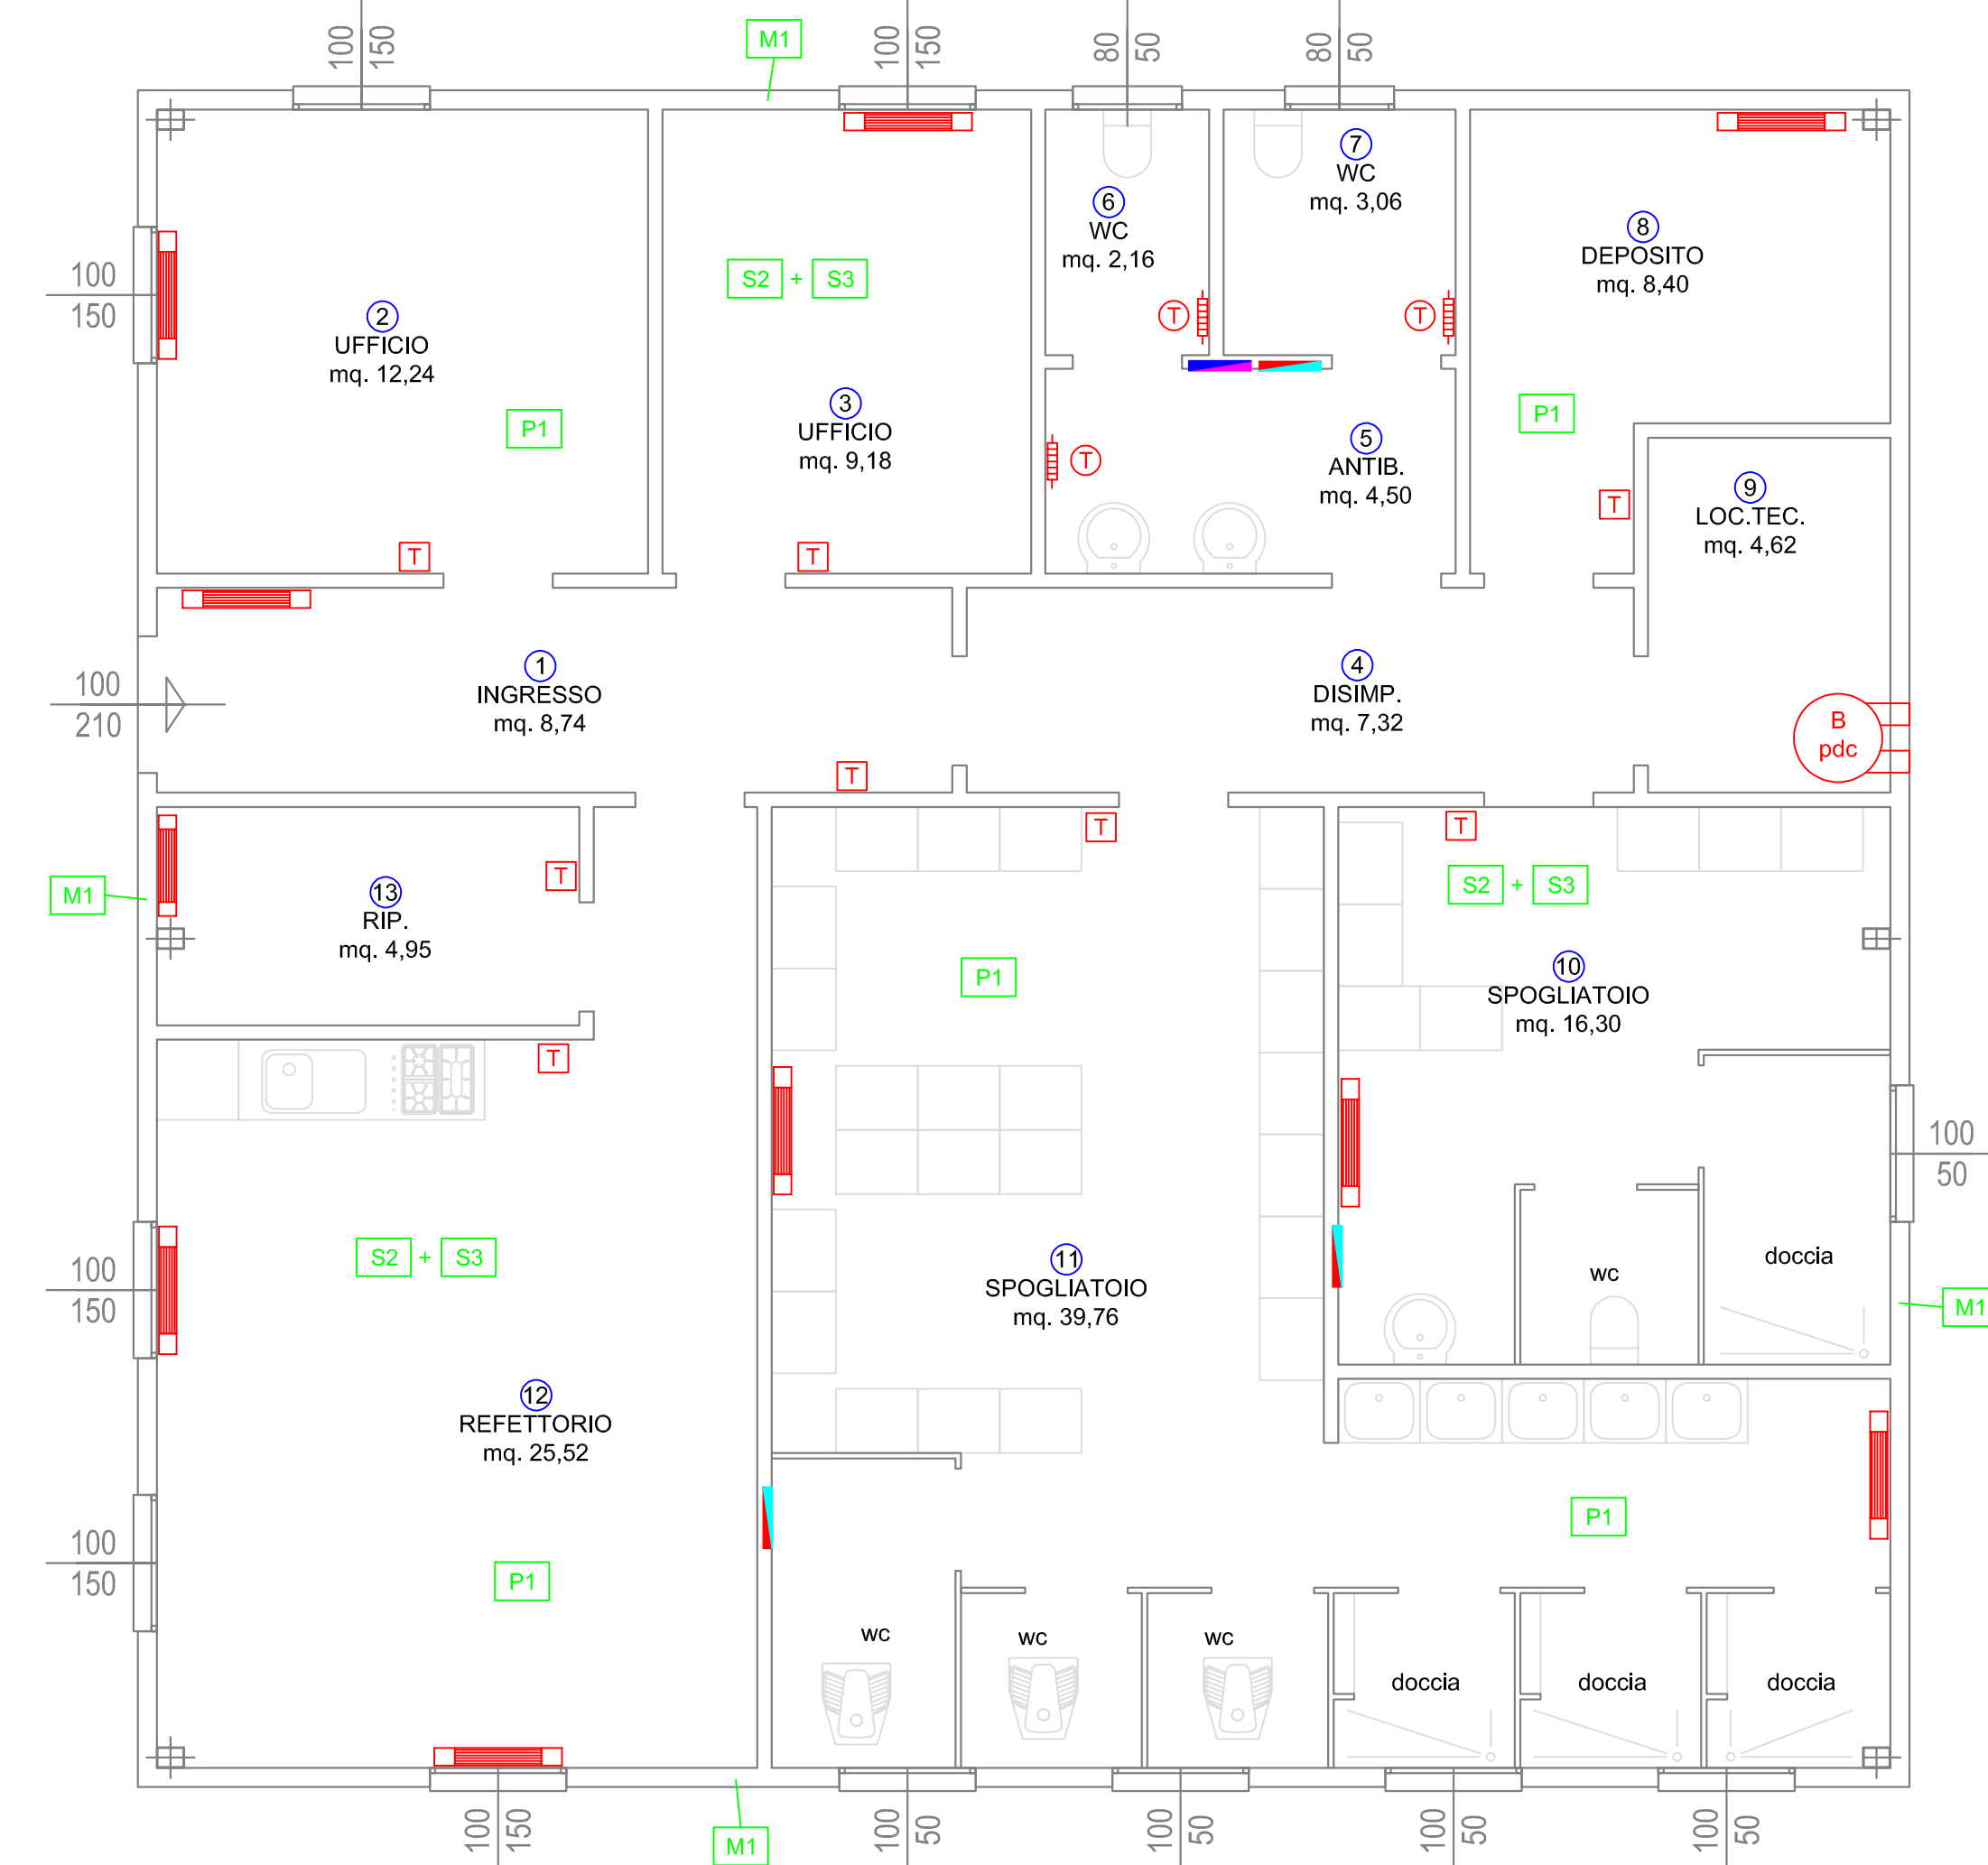 100
150
M1
100
150
80
50
80
50
7
WC
mq. 3,06
6
WC
mq. 2,16
8
DEPOSITO
mq. 8,40
100
150
S2 + S3
2
UFFICIO
mq. 12,24
T
T
3
UFFICIO
mq. 9,18
P1
P1
5
ANTIB.
mq. 4,50
T
9
LOC.TEC.
mq. 4,62
T
T
T
1
INGRESSO
mq. 8,74
4
DISIMP.
mq. 7,32
100
210
B
pdc
T
T
T
M1
13
RIP.
mq. 4,95
T
S2 + S3
P1
10
SPOGLIATOIO
mq. 16,30
T
100
50
S2 + S3
11
SPOGLIATOIO
mq. 39,76
wc
doccia
100
150
M1
12
REFETTORIO
mq. 25,52
P1
100
150
P1
wc
wc
wc
doccia
doccia
doccia
100
150
M1
100
50
100
50
100
50
100
50